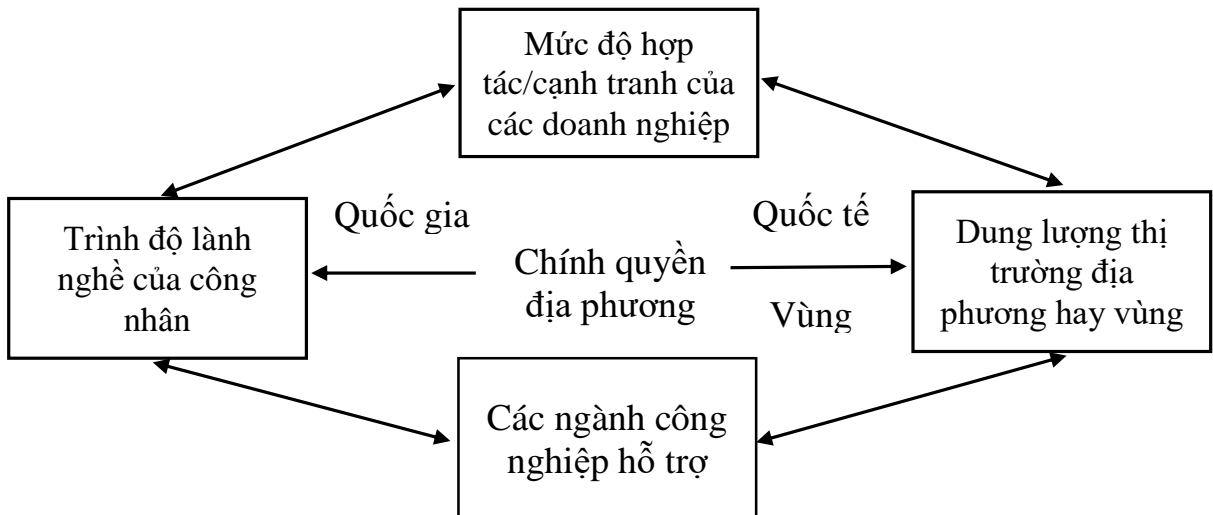 Mức độ hợp
tác/cạnh tranh của
các doanh nghiệp
Quốc gia
Quốc tế
Trình độ lành
nghề của công
nhân
Chính quyền
địa phương
Vùng
Dung lượng thị
trường địa
phương hay vùng
Các ngành công
nghiệp hỗ trợ